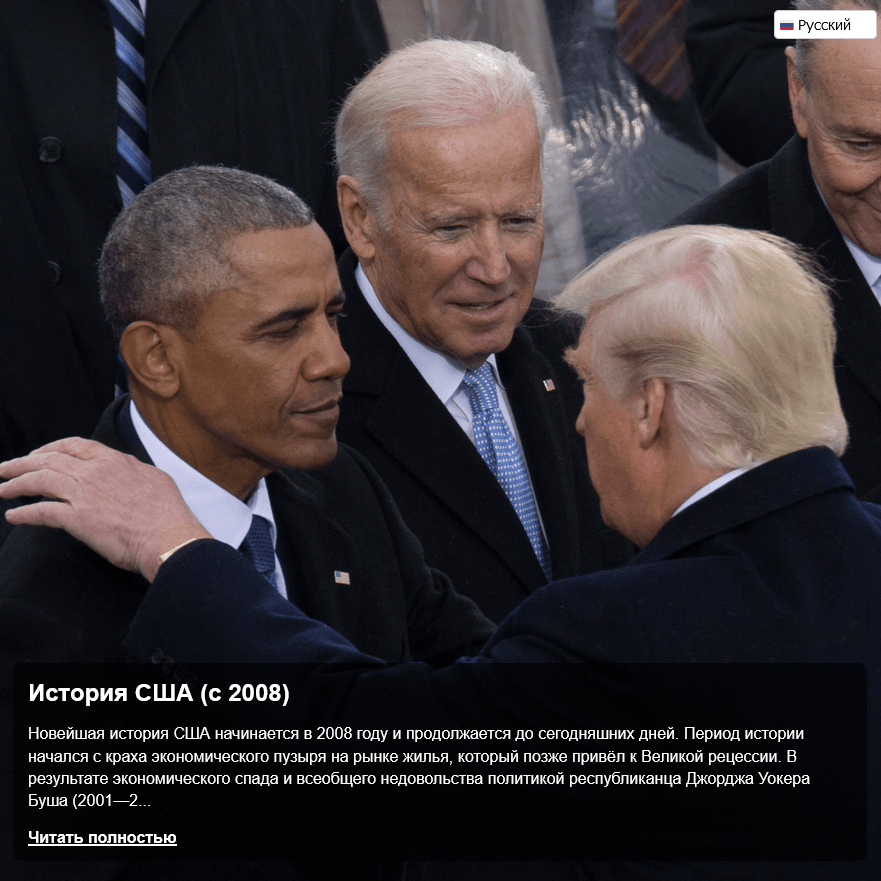 Русский
История США (с 2008)
Новейшая история США начинается в 2008 году и продолжается до сегодняшних дней. Период истории
начался с краха экономического пузыря на рынке жилья, который позже привёл к Великой рецессии. В
результате экономического спада и всеобщего недовольства политикой республиканца Джорджа Уокера
Буша (2001—2...
Читать полностью